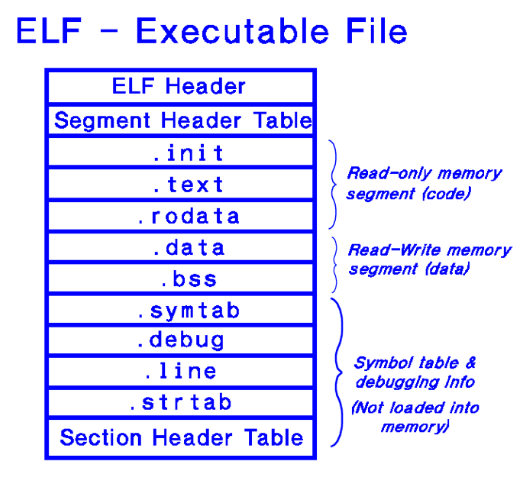 ELF - Executable File
ELF Header
Segment Header Table
.init
.text
.rodata
.data
.bss
.symtab
.debug
.line
.strtab
Section Header Table
Read-only memory
segment (code)
Read-Write memory
segment (data)
Symbol table &
debugging info
(Not loaded into
memory)